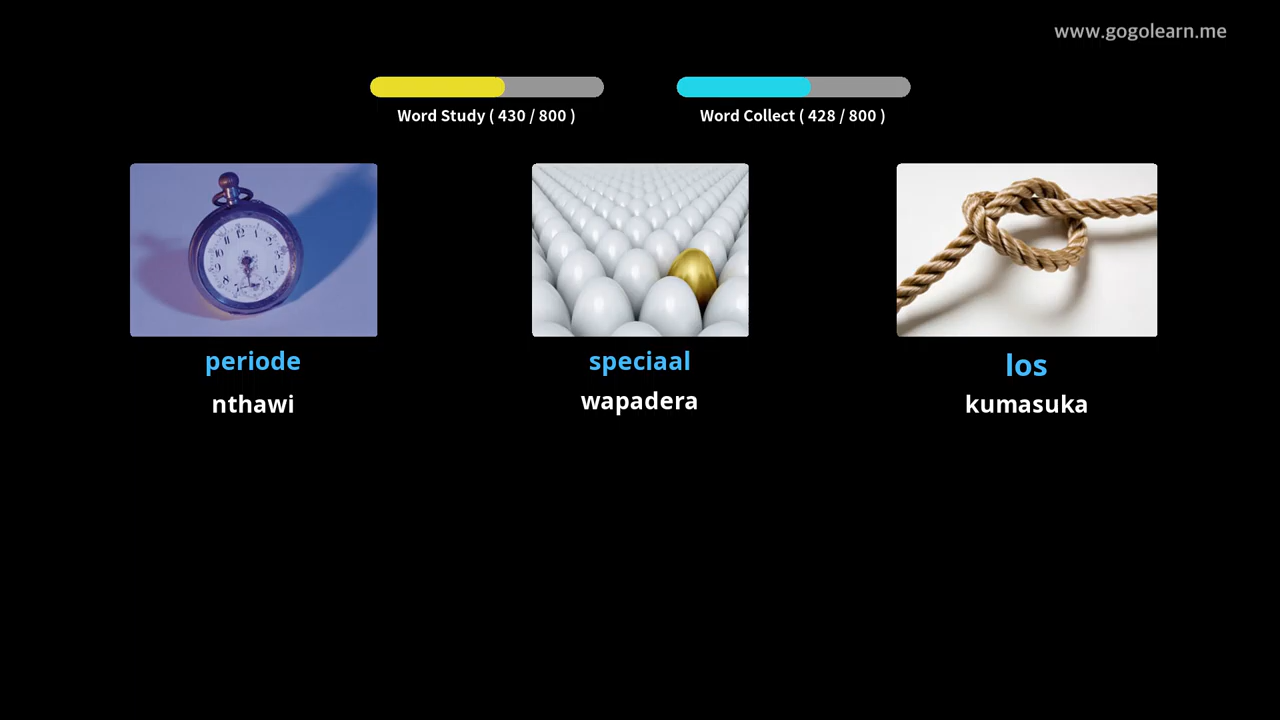 www.gogolearn.me
Word Study ( 430 / 800 )
Word Collect ( 428 / 800 )
periode
speciaal
los
nthawi
wapadera
kumasuka